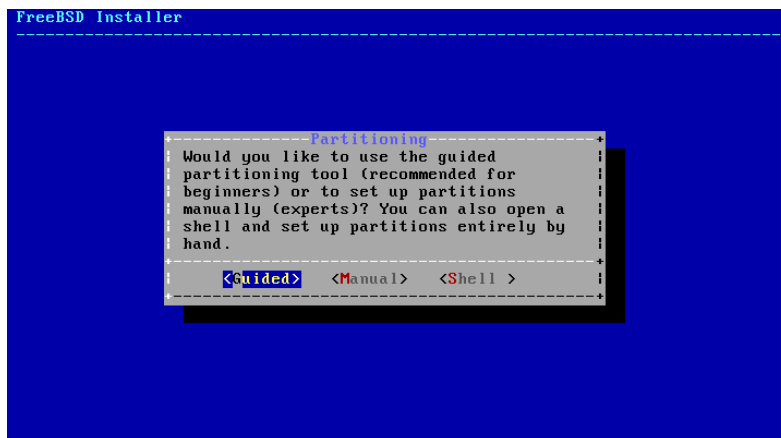 FreeBSD Installer
Partitioning
Would you like to use the guided
partitioning tool (recommended for
beginners) or to set up partitions
manually (experts)? You can also open a
shell and set up partitions entirely by
hand.
<Guided> <Manual> <Shell >